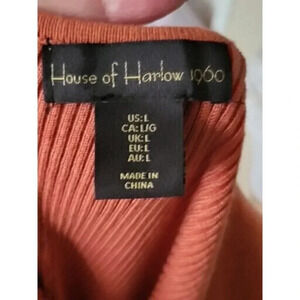 House of Harlow 1960
US:L
CA:L/G
UK:L
EU:L
AU:L
MADE IN
CHINA